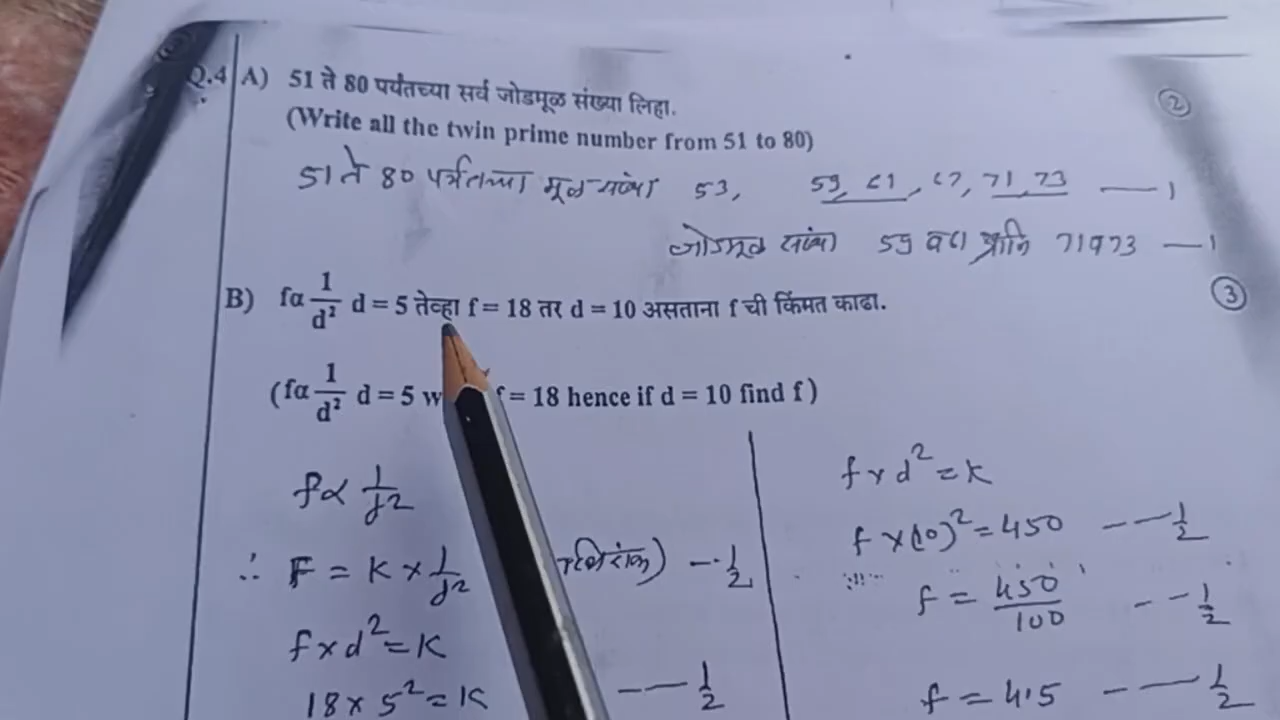 Q.4 A) 51 ते 80 पर्यंतच्या सर्व जोडमूळ संख्या लिहा.
②
(Write all the twin prime number from 51 to 80)
51 ते 80 पर्यंतच्या मूळ संख्या 53, 59, 61, 67, 71, 73 — 1
जोडमूळ संख्या 59 व 61 आणि 71 व 73 — 1
B) fα 1/d² d = 5 तेव्हा f = 18 तर d = 10 असताना f ची किंमत काढा.
③
(fα 1/d² d = 5 w f = 18 hence if d = 10 find f)
f∝ 1/d²
∴ F = K × 1/d² -- 1/2
f×d² = K
18 × 5² = K -- 1/2
f×d² = K
f×(10)² = 450 -- 1/2
f = 450/100 -- 1/2
f = 4.5 -- 1/2